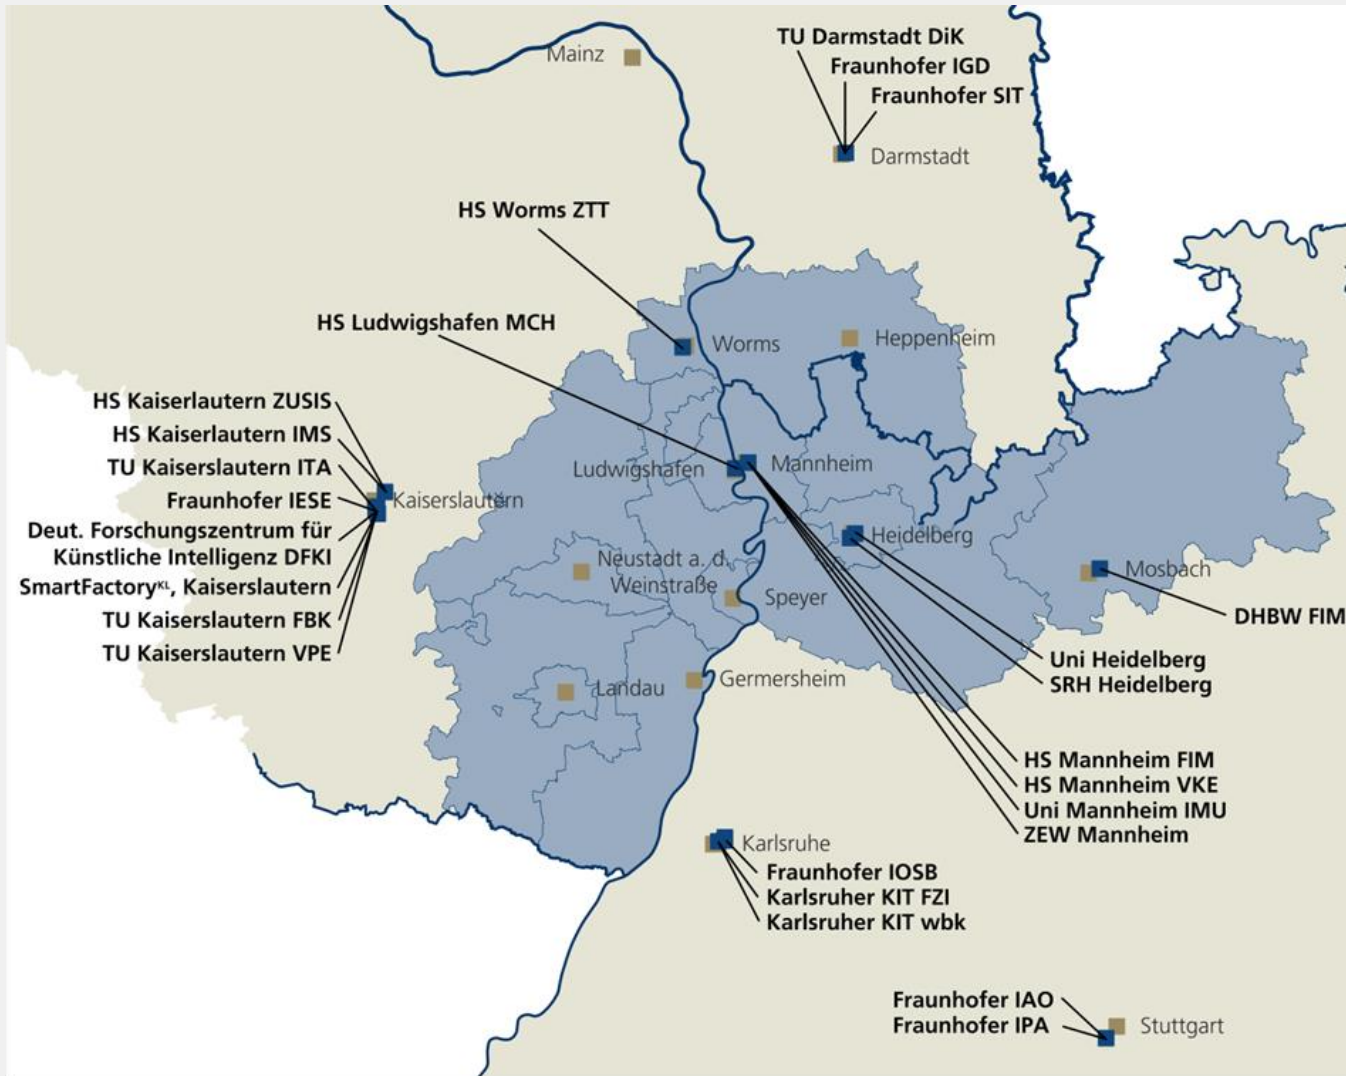 TU Darmstadt DiK
Mainz
Fraunhofer IGD
Fraunhofer SIT
Darmstadt
HS Worms ZTT
HS Ludwigshafen MCH
Worms
Heppenheim
HS Kaiserlautern ZUSIS
HS Kaiserlautern IMS
TU Kaiserslautern ITA
Fraunhofer IESE
Deut. Forschungszentrum für
Künstliche Intelligenz DFKI
SmartFactoryᴷᴸ, Kaiserslautern
TU Kaiserslautern FBK
TU Kaiserslautern VPE
Kaiserslautern
Ludwigshafen
Mannheim
Heidelberg
Neustadt a. d.
Weinstraße
Speyer
Mosbach
DHBW FIM
Uni Heidelberg
SRH Heidelberg
Landau
Germersheim
HS Mannheim FIM
HS Mannheim VKE
Uni Mannheim IMU
ZEW Mannheim
Karlsruhe
Fraunhofer IOSB
Karlsruher KIT FZI
Karlsruher KIT wbk
Fraunhofer IAO
Fraunhofer IPA
Stuttgart